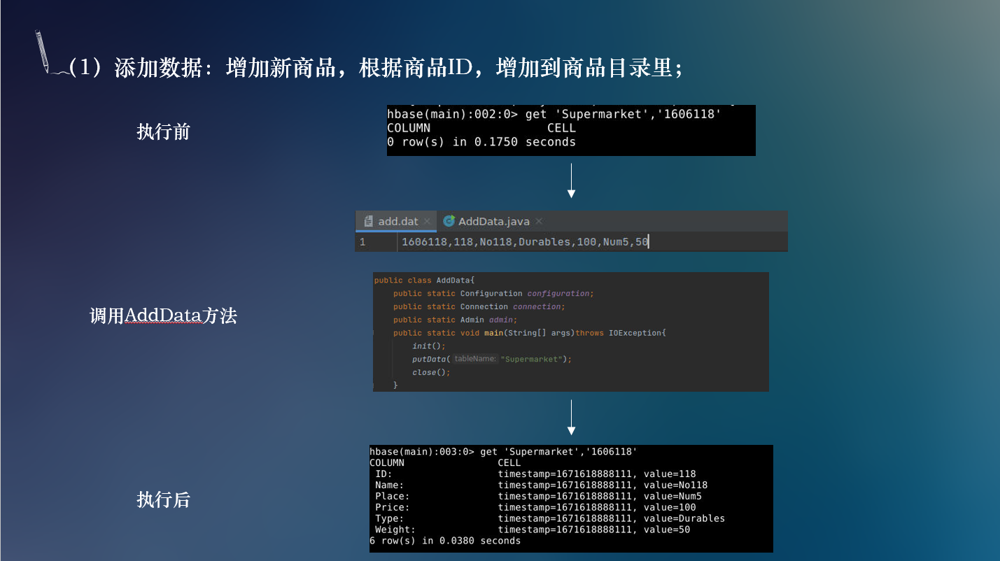 （1）添加数据：增加新商品，根据商品ID，增加到商品目录里；
执行前
hbase(main):002:0> get 'Supermarket','1606118'
COLUMN CELL
0 row(s) in 0.1750 seconds
add.dat × AddData.java ×
1 1606118,118,No118,Durables,100,Num5,50
调用AddData方法
public class AddData{
public static Configuration configuration;
public static Connection connection;
public static Admin admin;
public static void main(String[] args)throws IOException{
init();
putData( tableName: "Supermarket");
close();
}
执行后
hbase(main):003:0> get 'Supermarket','1606118'
COLUMN CELL
ID: timestamp=1671618888111, value=118
Name: timestamp=1671618888111, value=No118
Place: timestamp=1671618888111, value=Num5
Price: timestamp=1671618888111, value=100
Type: timestamp=1671618888111, value=Durables
Weight: timestamp=1671618888111, value=50
6 row(s) in 0.0380 seconds